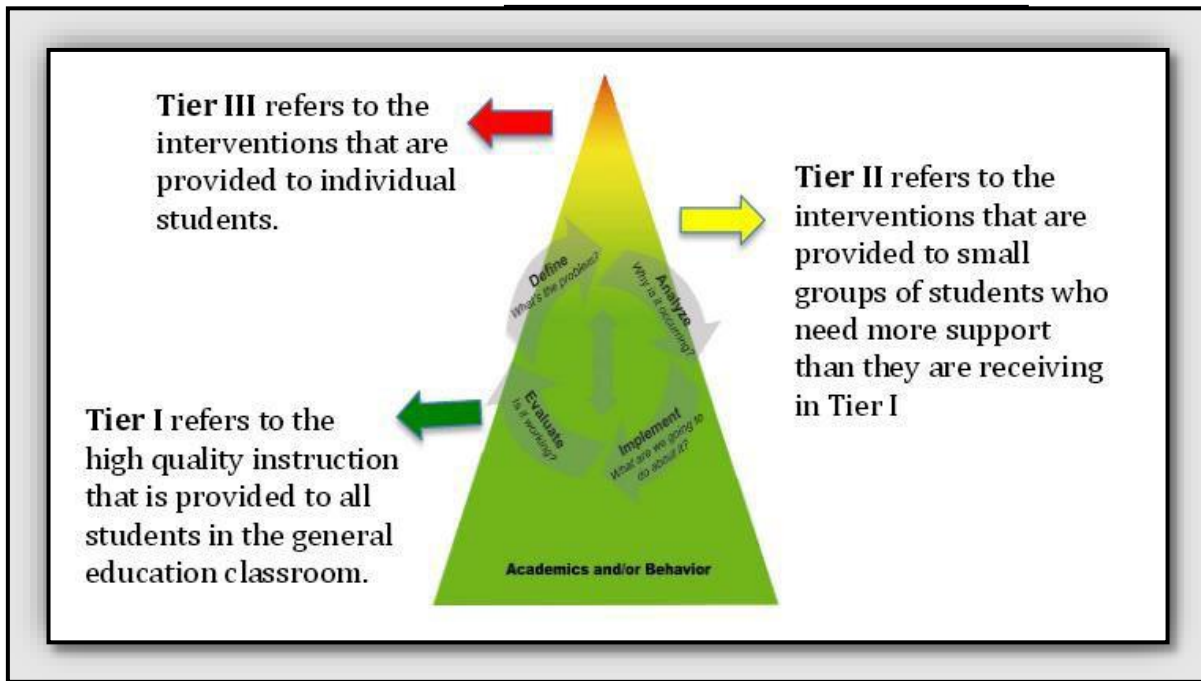 Tier III refers to the
interventions that are
provided to individual
students.
Tier II refers to the
interventions that are
provided to small
groups of students who
need more support
than they are receiving
in Tier I
Define
What's the problem?
Analyze
Why is it occurring?
Implement
What are we going to
do about it?
Evaluate
Is it working?
Tier I refers to the
high quality instruction
that is provided to all
students in the general
education classroom.
Academics and/or Behavior